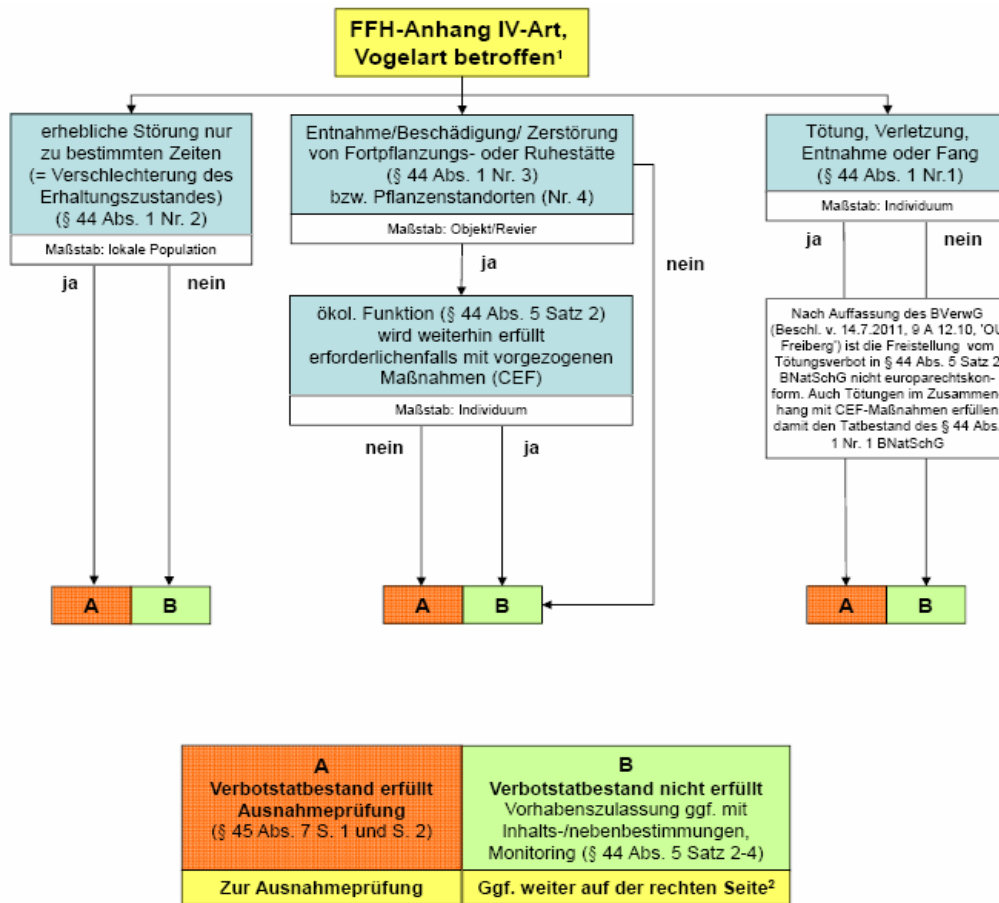 FFH-Anhang IV-Art,
Vogelart betroffen¹
erhebliche Störung nur
zu bestimmten Zeiten
(= Verschlechterung des
Erhaltungszustandes)
(§ 44 Abs. 1 Nr. 2)
Maßstab: lokale Population
ja
nein
A
B
Entnahme/Beschädigung/ Zerstörung
von Fortpflanzungs- oder Ruhestätte
(§ 44 Abs. 1 Nr. 3)
bzw. Pflanzenstandorten (Nr. 4)
Maßstab: Objekt/Revier
ja
nein
ökol. Funktion (§ 44 Abs. 5 Satz 2)
wird weiterhin erfüllt
erforderlichenfalls mit vorgezogenen
Maßnahmen (CEF)
Maßstab: Individuum
nein
ja
A
B
Tötung, Verletzung,
Entnahme oder Fang
(§ 44 Abs. 1 Nr.1)
Maßstab: Individuum
ja
nein
Nach Auffassung des BVerwG
(Beschl. v. 14.7.2011, 9 A 12.10, 'OU
Freiberg') ist die Freistellung vom
Tötungsverbot in § 44 Abs. 5 Satz 2
BNatSchG nicht europarechtskon-
form. Auch Tötungen im Zusammen-
hang mit CEF-Maßnahmen erfüllen
damit den Tatbestand des § 44 Abs.
1 Nr. 1 BNatSchG
A
B
A
Verbotstatbestand erfüllt
Ausnahmeprüfung
(§ 45 Abs. 7 S. 1 und S. 2)
Zur Ausnahmeprüfung
B
Verbotstatbestand nicht erfüllt
Vorhabenszulassung ggf. mit
Inhalts-/nebenbestimmungen,
Monitoring (§ 44 Abs. 5 Satz 2-4)
Ggf. weiter auf der rechten Seite²